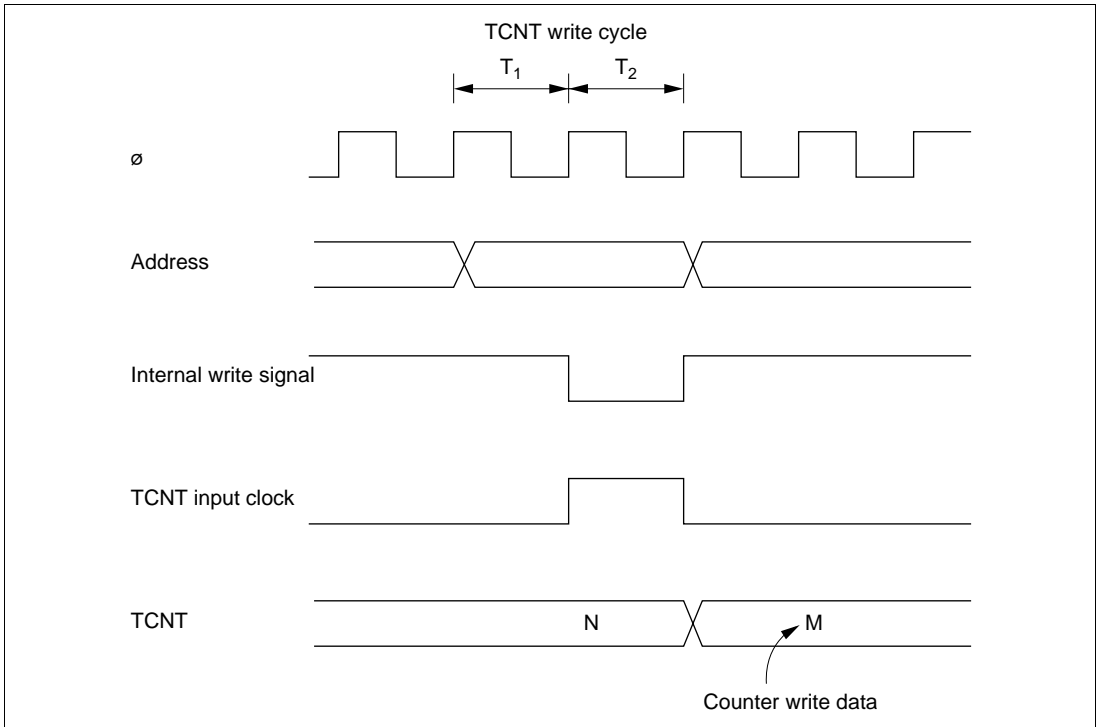 TCNT write cycle
T1 T2
ø
Address
Internal write signal
TCNT input clock
TCNT N M
Counter write data